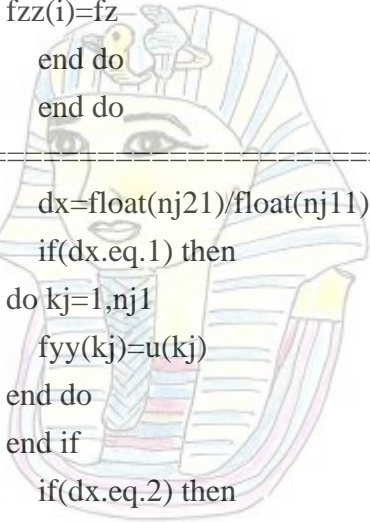 fzz(i)=fz
end do
end do
==================================
dx=float(nj21)/float(nj11)
if(dx.eq.1) then
do kj=1,nj1
fyy(kj)=u(kj)
end do
end if
if(dx.eq.2) then